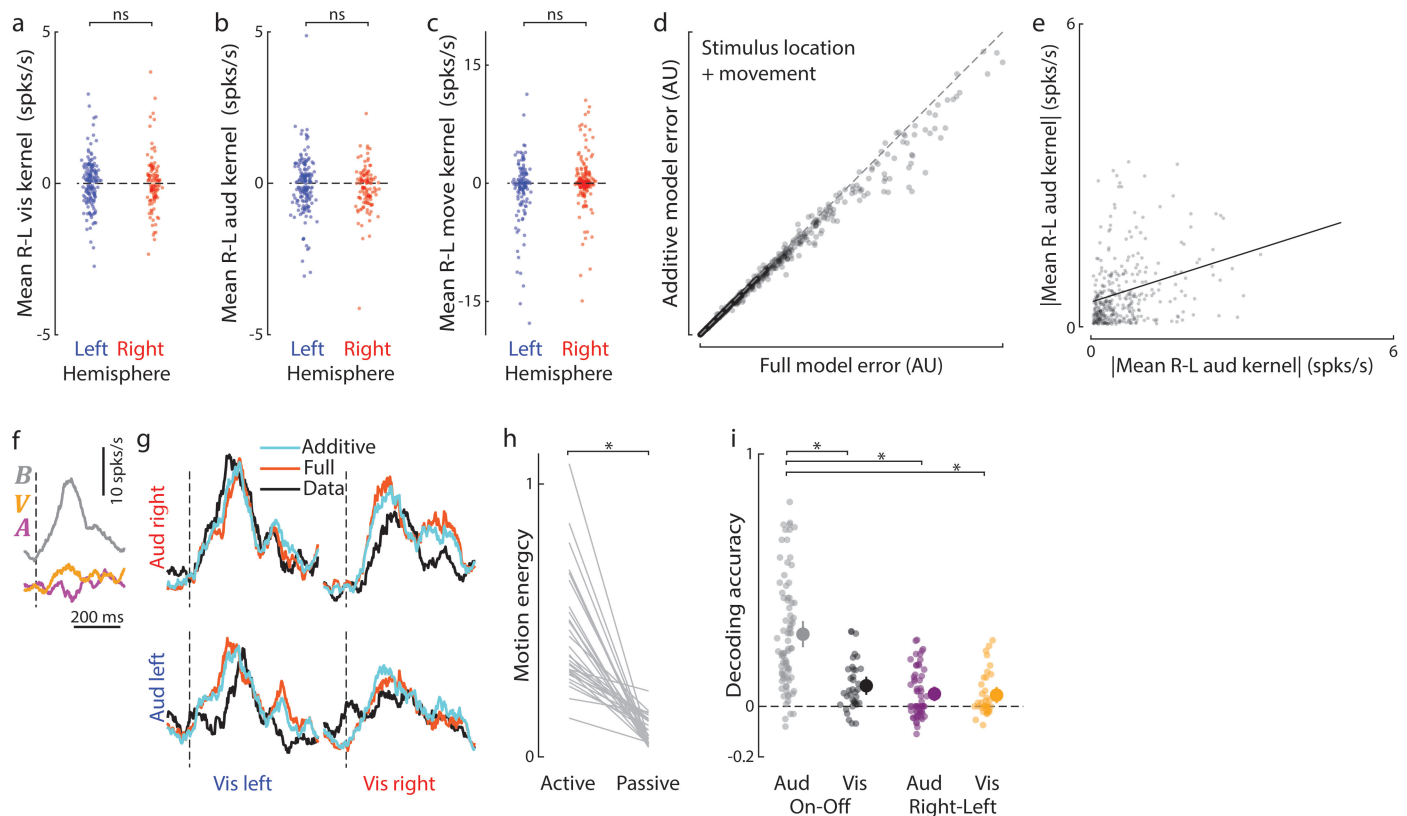 a
ns
5
0
-5
Mean R-L vis kernel (spks/s)
Left Right
Hemisphere
b
ns
5
0
-5
Mean R-L aud kernel (spks/s)
Left Right
Hemisphere
c
ns
15
0
-15
Mean R-L move kernel (spks/s)
Left Right
Hemisphere
d
Stimulus location
+ movement
Additive model error (AU)
Full model error (AU)
e
6
0
|Mean R-L aud kernel| (spks/s)
0
6
|Mean R-L aud kernel| (spks/s)
f
10 spks/s
B
V
A
200 ms
g
Additive
Full
Data
Aud right
Aud left
Vis left
Vis right
h
*
1
0
Motion energcy
Active
Passive
i
*
*
*
1
0
-0.2
Decoding accuracy
Aud Vis Aud Vis
On-Off Right-Left